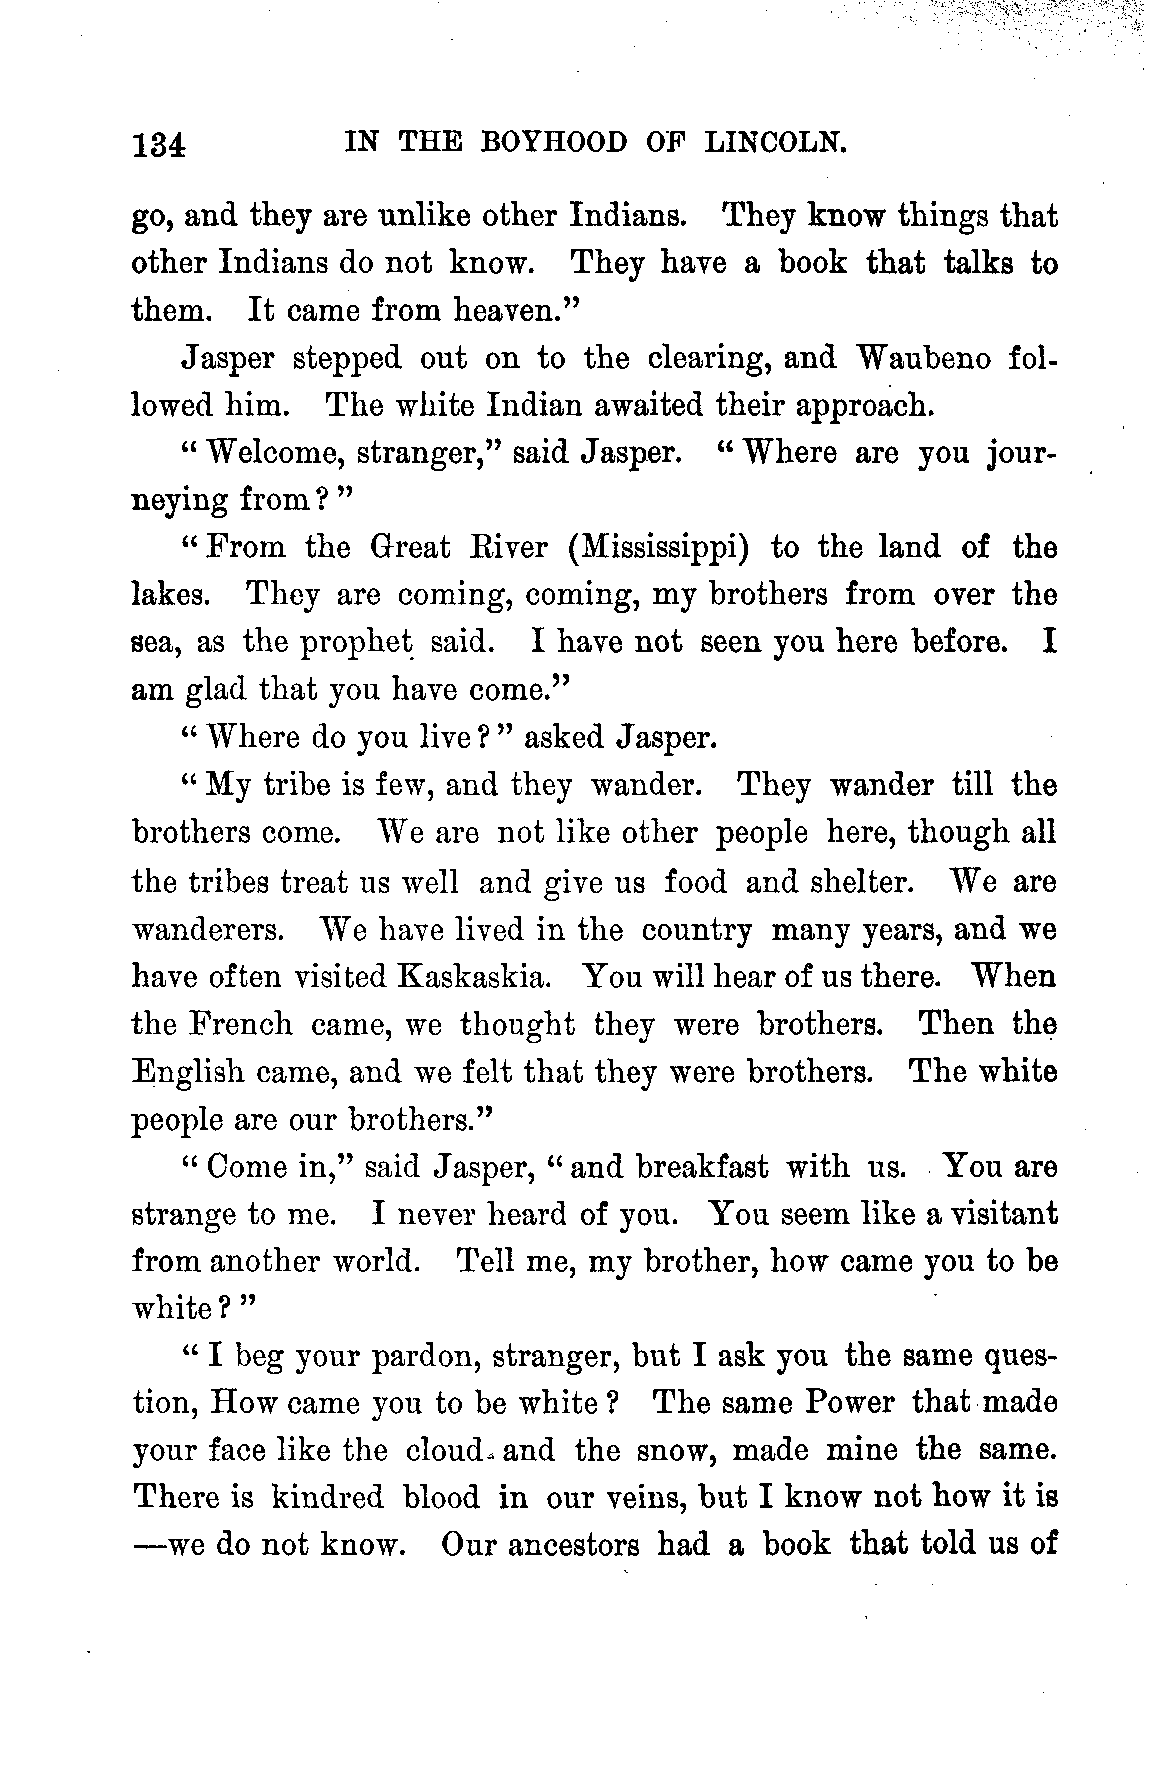 134 IN THE BOYHOOD OF LINCOLN.
go, and they are unlike other Indians. They know things that
other Indians do not know. They have a book that talks to
them. It came from heaven."
Jasper stepped out on to the clearing, and Waubeno fol-
lowed him. The white Indian awaited their approach.
"Welcome, stranger," said Jasper. "Where are you jour-
neying from?"
"From the Great River (Mississippi) to the land of the
lakes. They are coming, coming, my brothers from over the
sea, as the prophet said. I have not seen you here before. I
am glad that you have come."
"Where do you live?" asked Jasper.
"My tribe is few, and they wander. They wander till the
brothers come. We are not like other people here, though all
the tribes treat us well and give us food and shelter. We are
wanderers. We have lived in the country many years, and we
have often visited Kaskaskia. You will hear of us there. When
the French came, we thought they were brothers. Then the
English came, and we felt that they were brothers. The white
people are our brothers."
"Come in," said Jasper, "and breakfast with us. You are
strange to me. I never heard of you. You seem like a visitant
from another world. Tell me, my brother, how came you to be
white?"
"I beg your pardon, stranger, but I ask you the same ques-
tion, How came you to be white? The same Power that made
your face like the cloud and the snow, made mine the same.
There is kindred blood in our veins, but I know not how it is
—we do not know. Our ancestors had a book that told us of